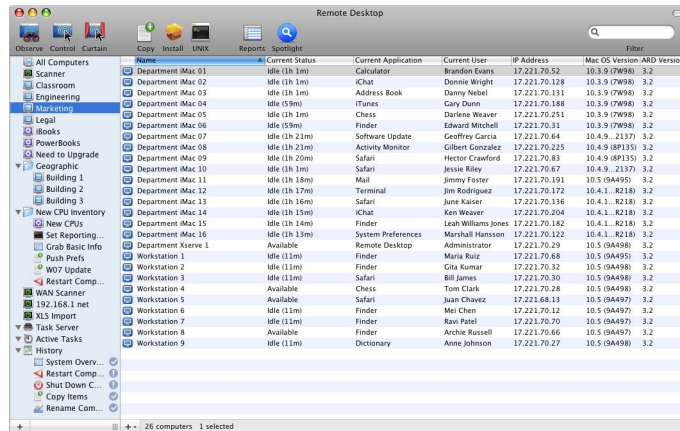 Remote Desktop
Observe Control Curtain Copy Install UNIX Reports Spotlight Filter
Name Current Status Current Application Current User IP Address Mac OS Version ARD Versio
All Computers
Scanner
Classroom
Engineering
Marketing
Legal
iBooks
PowerBooks
Need to Upgrade
Geographic
Building 1
Building 2
Building 3
New CPU Inventory
New CPUs
Set Reporting...
Grab Basic Info
Push Prefs
W07 Update
Restart Comp...
WAN Scanner
192.168.1 net
XLS Import
Task Server
Active Tasks
History
System Overv...
Restart Comp...
Shut Down C...
Copy Items
Rename Com...
Department iMac 01 Idle (1h 1m) Calculator Brandon Evans 17.221.70.52 10.3.9 (7W98) 3.2
Department iMac 02 Idle (1h 1m) iChat Donnie Wright 17.221.70.128 10.3.9 (7W98) 3.2
Department iMac 03 Idle (1h 1m) Address Book Danny Nebel 17.221.70.131 10.3.9 (7W98) 3.2
Department iMac 04 Idle (59m) iTunes Gary Dunn 17.221.70.188 10.3.9 (7W98) 3.2
Department iMac 05 Idle (1h 1m) Chess Darlene Weaver 17.221.70.251 10.3.9 (7W98) 3.2
Department iMac 06 Idle (59m) Finder Edward Mitchell 17.221.70.31 10.3.9 (7W98) 3.2
Department iMac 07 Idle (1h 21m) Software Update Geoffrey Garcia 17.221.70.64 10.4.9...2137) 3.2
Department iMac 08 Idle (1h 21m) Activity Monitor Gilbert Gonzalez 17.221.70.225 10.4.9 (8P135) 3.2
Department iMac 09 Idle (1h 20m) Safari Hector Crawford 17.221.70.83 10.4.9 (8P135) 3.2
Department iMac 10 Idle (1h 1m) Safari Jessie Riley 17.221.70.67 10.4.9...2137) 3.2
Department iMac 11 Idle (1h 18m) Mail Jimmy Foster 17.221.70.191 10.5 (9A495) 3.2
Department iMac 12 Idle (1h 17m) Terminal Jim Rodriguez 17.221.70.172 10.4.1...R218) 3.2
Department iMac 13 Idle (1h 16m) Safari June Kaiser 17.221.70.136 10.4.1...R218) 3.2
Department iMac 14 Idle (1h 15m) iChat Ken Weaver 17.221.70.204 10.4.1...R218) 3.2
Department iMac 15 Idle (1h 14m) Finder Leah Williams Jones 17.221.70.182 10.4.1...R218) 3.2
Department iMac 16 Idle (1h 13m) System Preferences Marshall Hansson 17.221.70.122 10.4.1...R218) 3.2
Department Xserve 1 Available Remote Desktop Administrator 17.221.70.29 10.5 (9A498) 3.2
Workstation 1 Idle (11m) Finder Maria Ruiz 17.221.70.68 10.5 (9A495) 3.2
Workstation 2 Idle (11m) Finder Gita Kumar 17.221.70.32 10.5 (9A498) 3.2
Workstation 3 Idle (11m) Safari Bill James 17.221.70.30 10.5 (9A498) 3.2
Workstation 4 Available Chess Tom Clark 17.221.70.28 10.5 (9A498) 3.2
Workstation 5 Available Safari Juan Chavez 17.221.68.13 10.5 (9A497) 3.2
Workstation 6 Idle (11m) Finder Mei Chen 17.221.70.12 10.5 (9A497) 3.2
Workstation 7 Idle (11m) Finder Ravi Patel 17.221.70.70 10.5 (9A497) 3.2
Workstation 8 Available Finder Archie Russell 17.221.70.66 10.5 (9A498) 3.2
Workstation 9 Idle (11m) Dictionary Anne Johnson 17.221.70.27 10.5 (9A498) 3.2
26 computers 1 selected